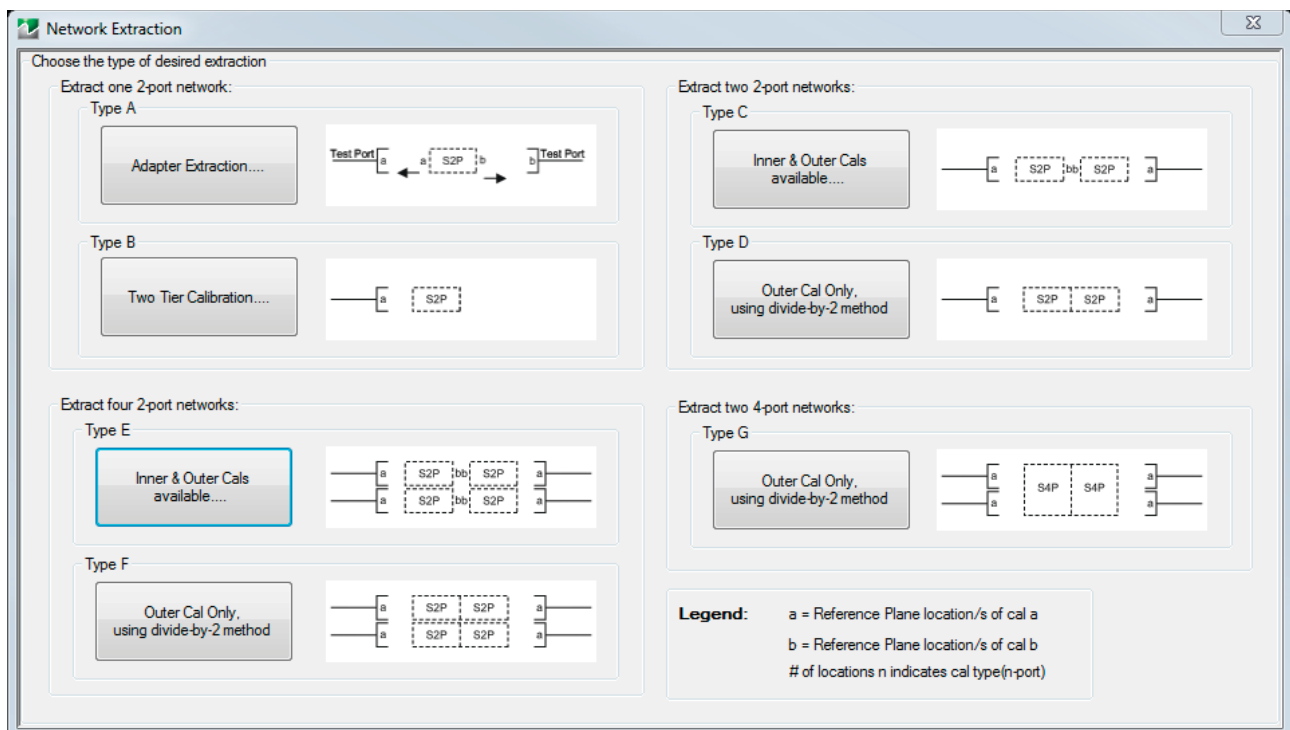 Network Extraction
Choose the type of desired extraction
Extract one 2-port network:
Type A
Adapter Extraction....
Test Port a a S2P b b Test Port
Type B
Two Tier Calibration....
a S2P
Extract two 2-port networks:
Type C
Inner & Outer Cals
available....
a S2P bb S2P a
Type D
Outer Cal Only,
using divide-by-2 method
a S2P S2P a
Extract four 2-port networks:
Type E
Inner & Outer Cals
available....
a S2P bb S2P a
a S2P bb S2P a
Type F
Outer Cal Only,
using divide-by-2 method
a S2P S2P a
a S2P S2P a
Extract two 4-port networks:
Type G
Outer Cal Only,
using divide-by-2 method
a a
S4P S4P
a a
Legend: a = Reference Plane location/s of cal a
b = Reference Plane location/s of cal b
# of locations n indicates cal type(n-port)